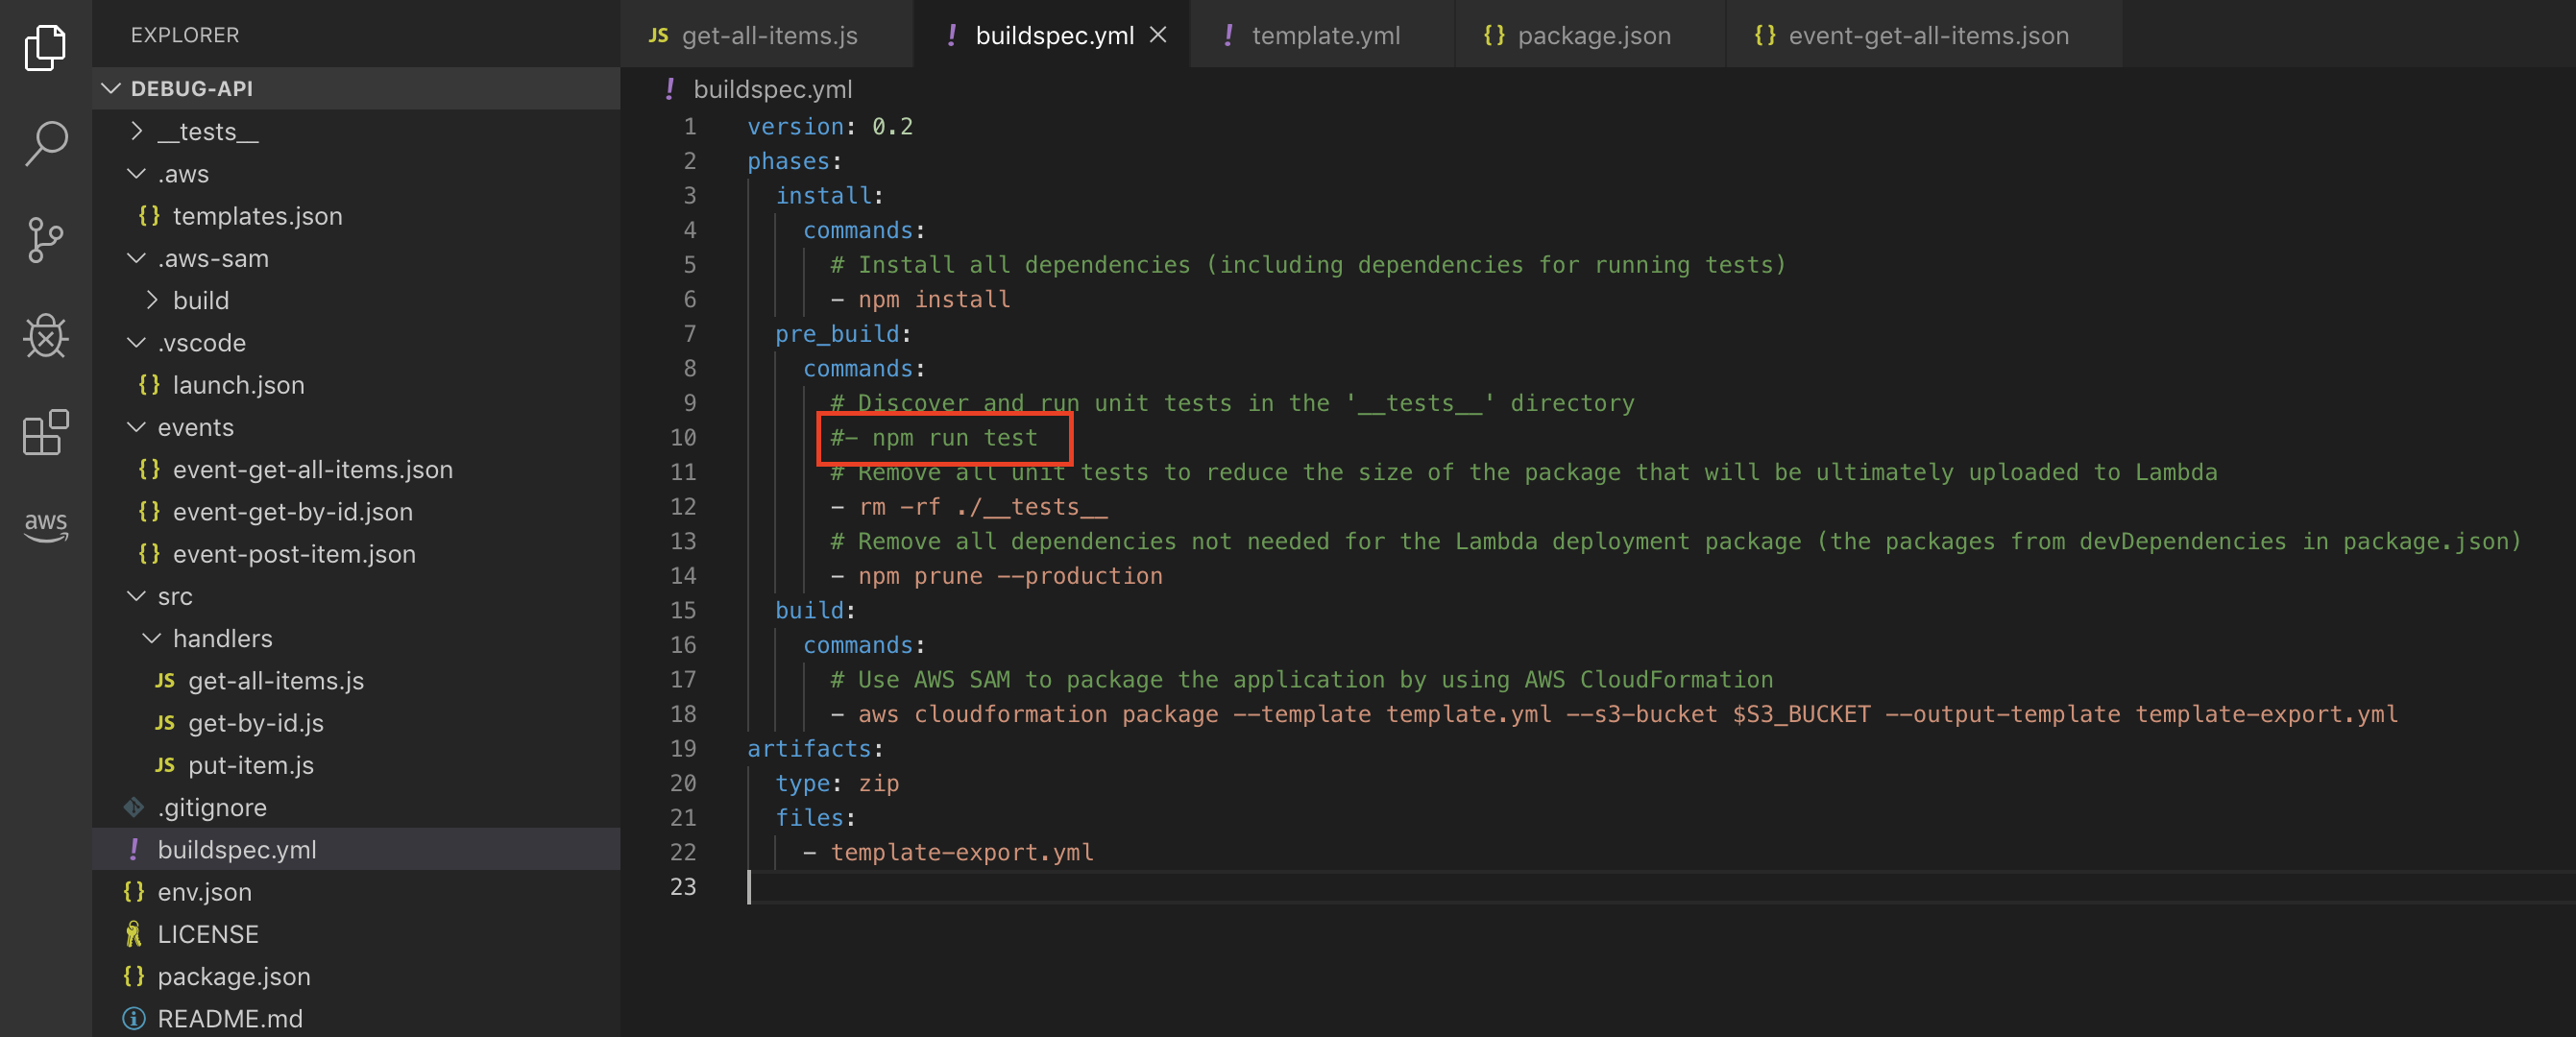 EXPLORER
DEBUG-API
__tests__
.aws
{} templates.json
.aws-sam
build
.vscode
{} launch.json
events
{} event-get-all-items.json
{} event-get-by-id.json
{} event-post-item.json
src
handlers
JS get-all-items.js
JS get-by-id.js
JS put-item.js
.gitignore
! buildspec.yml
{} env.json
LICENSE
{} package.json
README.md
aws
JS get-all-items.js
! buildspec.yml
! template.yml
{} package.json
{} event-get-all-items.json
! buildspec.yml
1 version: 0.2
2 phases:
3 install:
4 commands:
5 # Install all dependencies (including dependencies for running tests)
6 - npm install
7 pre_build:
8 commands:
9 # Discover and run unit tests in the '__tests__' directory
10 #- npm run test
11 # Remove all unit tests to reduce the size of the package that will be ultimately uploaded to Lambda
12 - rm -rf ./__tests__
13 # Remove all dependencies not needed for the Lambda deployment package (the packages from devDependencies in package.json)
14 - npm prune --production
15 build:
16 commands:
17 # Use AWS SAM to package the application by using AWS CloudFormation
18 - aws cloudformation package --template template.yml --s3-bucket $S3_BUCKET --output-template template-export.yml
19 artifacts:
20 type: zip
21 files:
22 - template-export.yml
23